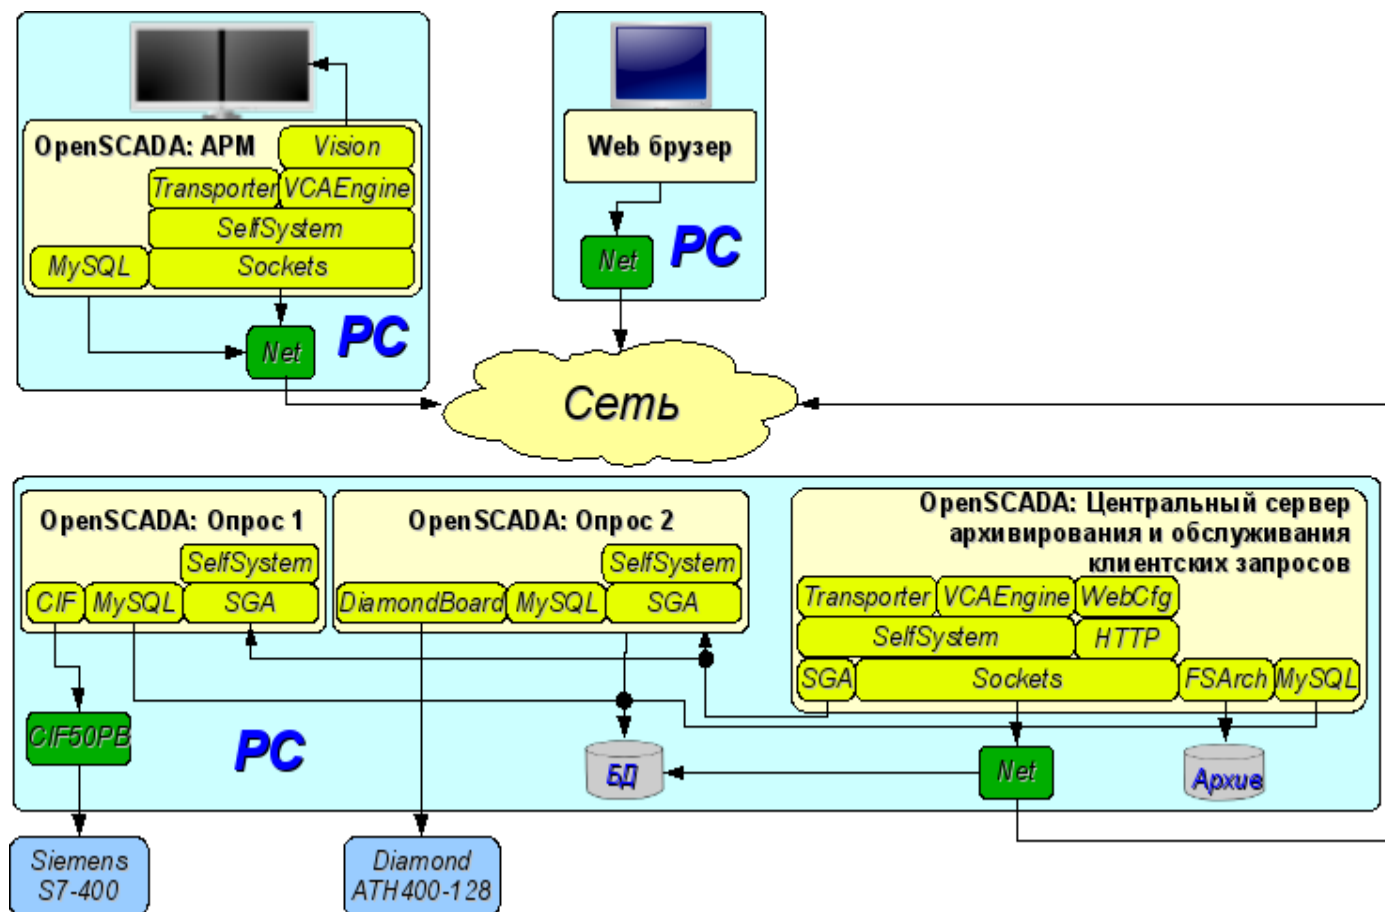 OpenSCADA: АРМ
Vision
Transporter
VCAEngine
SelfSystem
MySQL
Sockets
Net
PC
Web брузер
Net
PC
Сеть
OpenSCADA: Опрос 1
SelfSystem
CIF
MySQL
SGA
CIF50PB
PC
OpenSCADA: Опрос 2
SelfSystem
DiamondBoard
MySQL
SGA
БД
OpenSCADA: Центральный сервер
архивирования и обслуживания
клиентских запросов
Transporter
VCAEngine
WebCfg
SelfSystem
HTTP
SGA
Sockets
FSArch
MySQL
Net
Архив
Siemens
S7-400
Diamond
ATH400-128